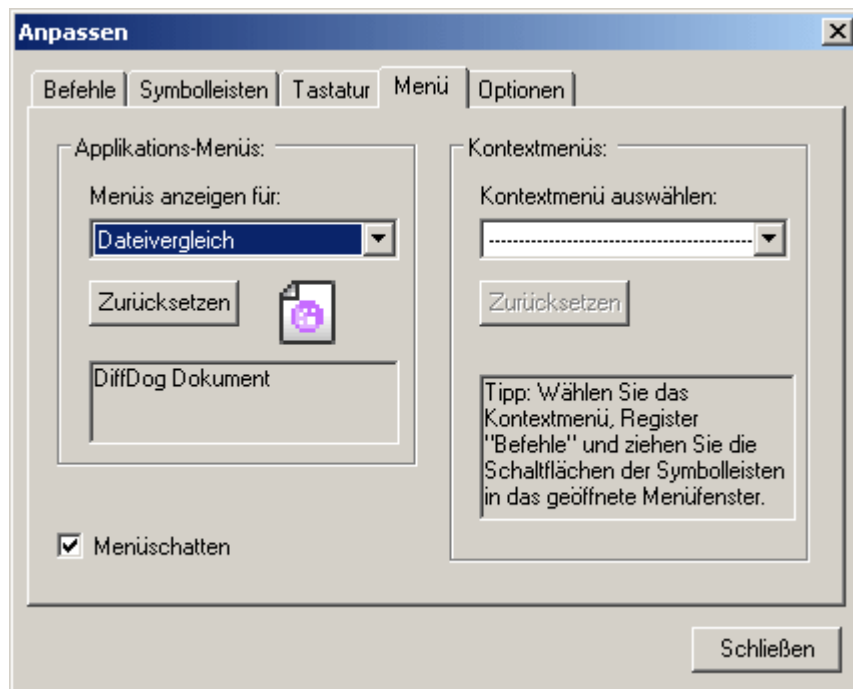 Anpassen
Befehle
Symbolleisten
Tastatur
Menü
Optionen
Applikations-Menüs:
Menüs anzeigen für:
Dateivergleich
Zurücksetzen
DiffDog Dokument
Menüschatten
Kontextmenüs:
Kontextmenü auswählen:
--------------------------------------------
Zurücksetzen
Tipp: Wählen Sie das
Kontextmenü, Register
"Befehle" und ziehen Sie die
Schaltflächen der Symbolleisten
in das geöffnete Menüfenster.
Schließen